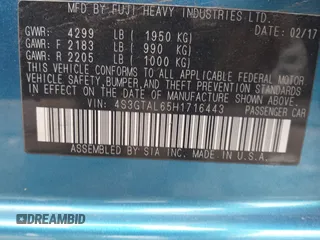 MFD BY FUJI HEAVY INDUSTRIES LTD.
GVWR: 4299 LB ( 1950 KG) DATE 02/17
GAWR: F 2183 LB ( 990 KG)
GAWR: R 2205 LB ( 1000 KG)
THIS VEHICLE CONFORMS TO ALL APPLICABLE FEDERAL MOTOR
VEHICLE SAFETY, BUMPER, AND THEFT PREVENTION STANDARDS
IN EFFECT ON THE DATE OF MANUFACTURE SHOWN ABOVE.
VIN: 4S3GTAL65H1716443
PASSENGER CAR
ASSEMBLED BY SIA INC. MADE IN U.S.A.
DREAMBID